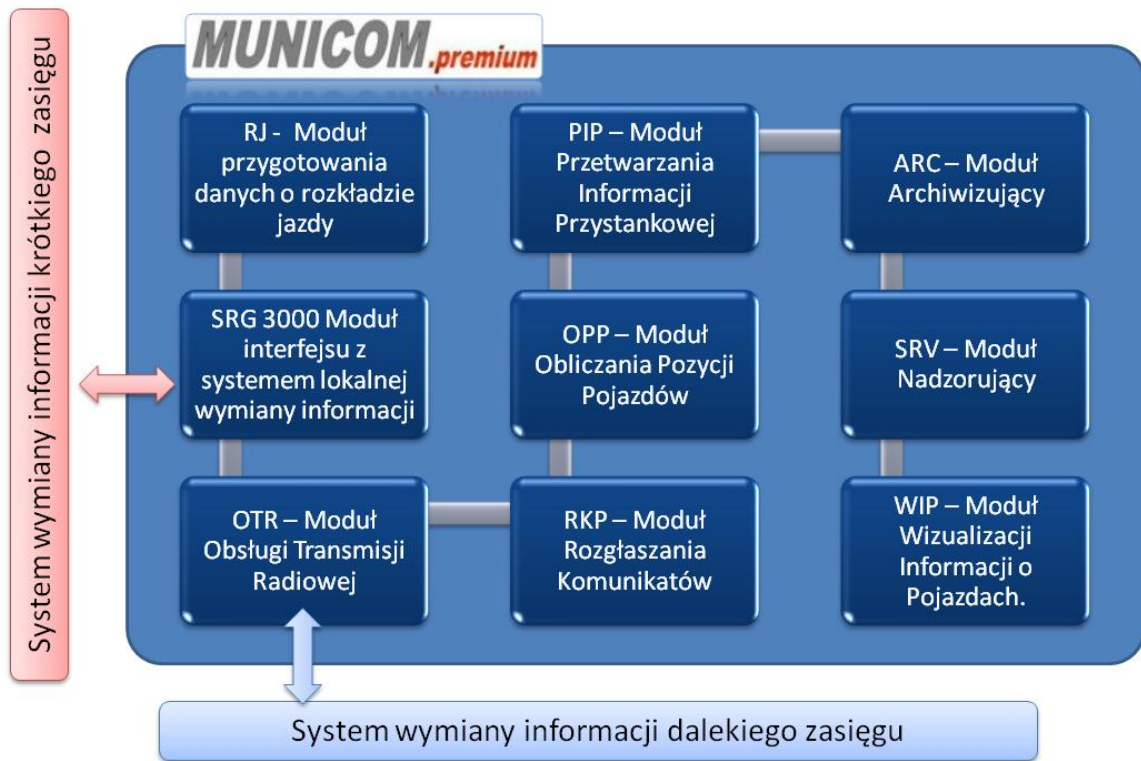 System wymiany informacji krótkiego zasięgu
MUNICOM.premium
RJ - Moduł
przygotowania
danych o rozkładzie
jazdy
PIP – Moduł
Przetwarzania
Informacji
Przystankowej
ARC – Moduł
Archiwizujący
SRG 3000 Moduł
interfejsu z
systemem lokalnej
wymiany informacji
OPP – Moduł
Obliczania Pozycji
Pojazdów
SRV – Moduł
Nadzorujący
OTR – Moduł
Obsługi Transmisji
Radiowej
RKP – Moduł
Rozgłaszania
Komunikatów
WIP – Moduł
Wizualizacji
Informacji o
Pojazdach.
System wymiany informacji dalekiego zasięgu